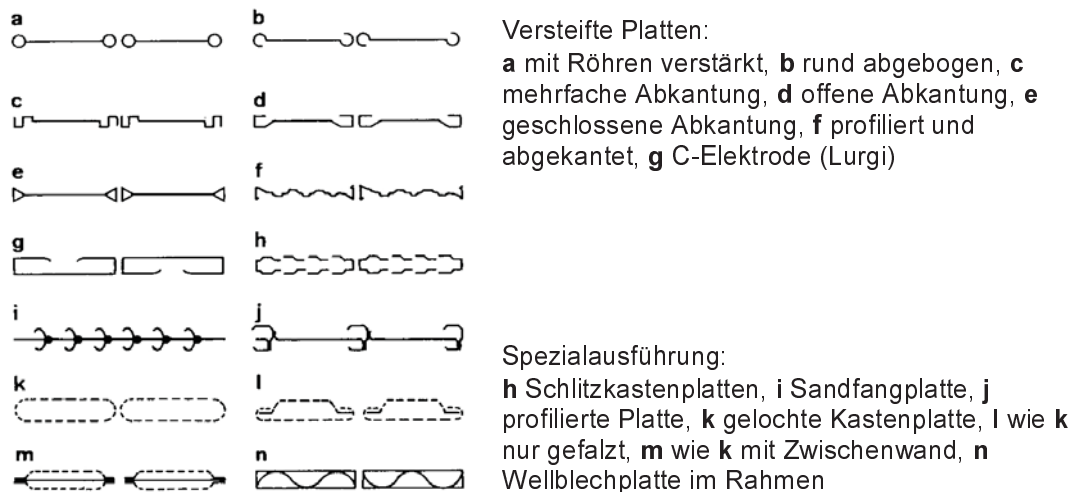 a
b
c
d
e
f
g
h
i
j
k
l
m
n
Versteifte Platten:
a mit Röhren verstärkt, b rund abgebogen, c
mehrfache Abkantung, d offene Abkantung, e
geschlossene Abkantung, f profiliert und
abgekantet, g C-Elektrode (Lurgi)
Spezialausführung:
h Schlitzkastenplatten, i Sandfangplatte, j
profilierte Platte, k gelochte Kastenplatte, l wie k
nur gefalzt, m wie k mit Zwischenwand, n
Wellblechplatte im Rahmen